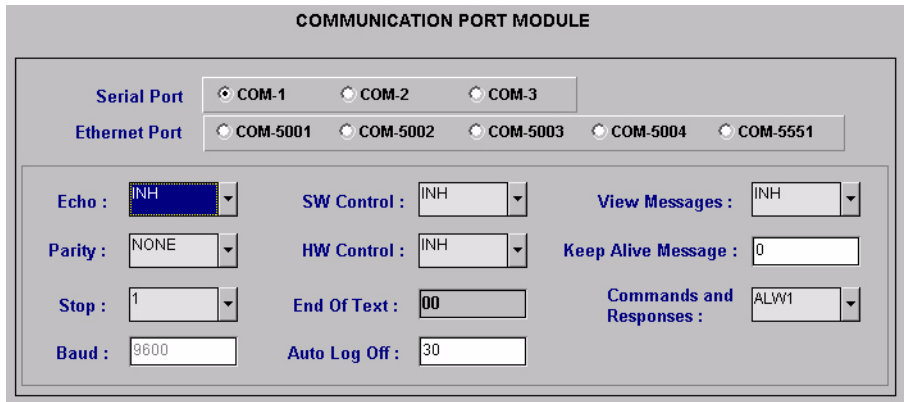 COMMUNICATION PORT MODULE
Serial Port COM-1 COM-2 COM-3
Ethernet Port COM-5001 COM-5002 COM-5003 COM-5004 COM-5551
Echo : INH SW Control : INH View Messages : INH
Parity : NONE HW Control : INH Keep Alive Message : 0
Stop : 1 End Of Text : 00 Commands and
Responses : ALW1
Baud : 9600 Auto Log Off : 30